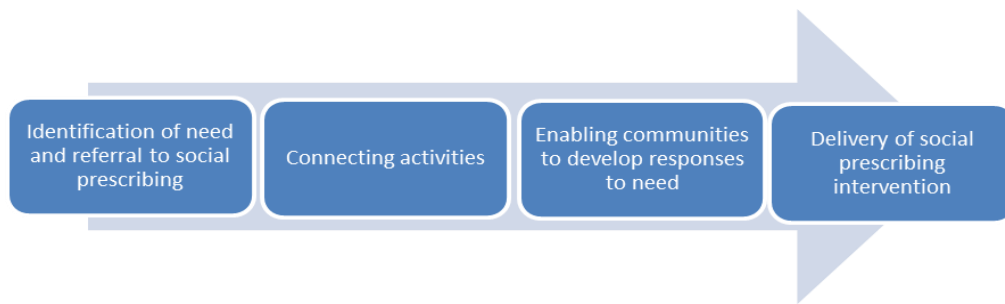 Identification of need
and referral to social
prescribing
Connecting activities
Enabling communities
to develop responses
to need
Delivery of social
prescribing
intervention